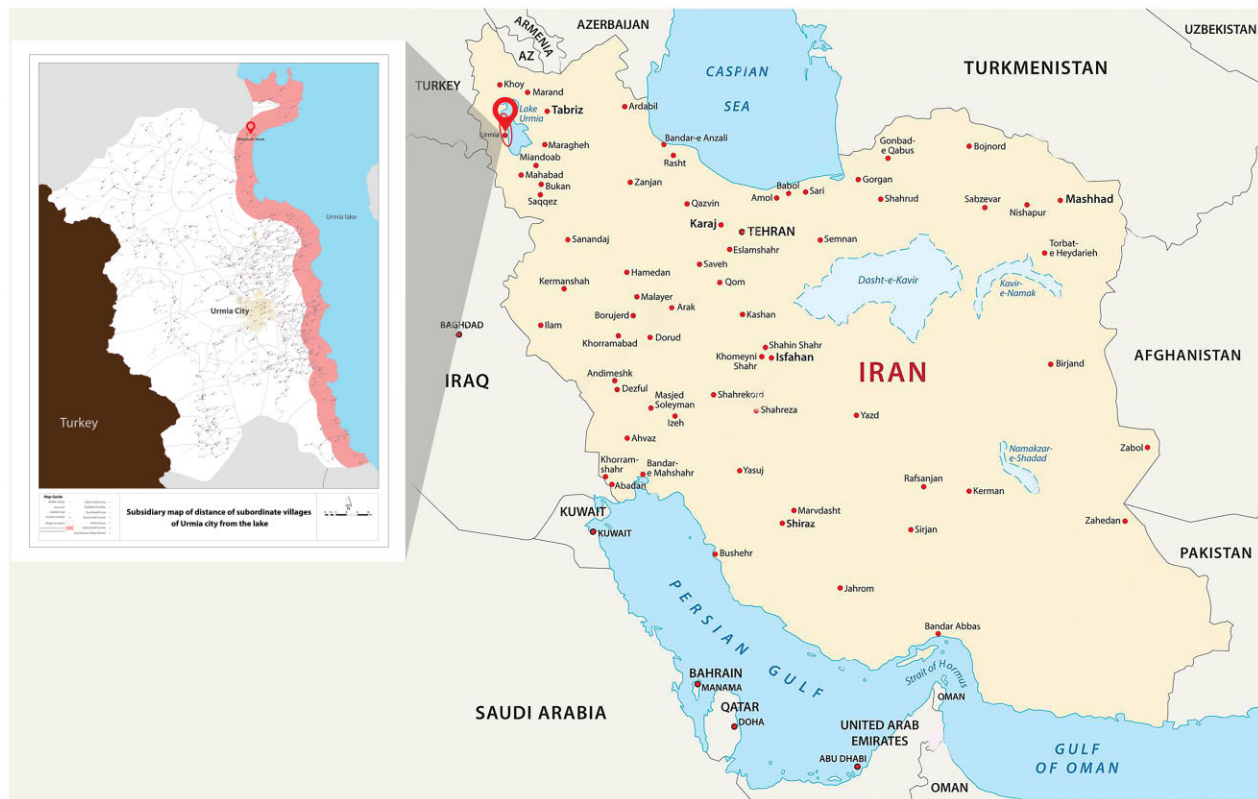 Urmia lake
Urmia City
Turkey
Map Guide
Subsidiary map of distance of subordinate villages
of Urmia city from the lake
N
ARMENIA
AZERBAIJAN
AZ
TURKEY
UZBEKISTAN
TURKMENISTAN
CASPIAN
SEA
Khoy
Marand
Lake
Urmia
Tabriz
Ardabil
Urmia
Maragheh
Bandar-e Anzali
Rasht
Miandoab
Mahabad
Bukan
Saqqez
Zanjan
Gonbad-
e Qabus
Bojnord
Gorgan
Babol
Sari
Amol
Shahrud
Sabzevar
Nishapur
Mashhad
Qazvin
Karaj
TEHRAN
Eslamshahr
Semnan
Torbat-
e Heydarieh
Sanandaj
Saveh
Hamedan
Qom
Kermanshah
Malayer
Arak
Dasht-e-Kavir
Kavir-
e-Namak
Borujerd
Kashan
Ilam
Khorramabad
Dorud
BAGHDAD
IRAQ
Shahin Shahr
Khomeyni
Shahr
Isfahan
IRAN
Birjand
AFGHANISTAN
Andimeshk
Dezful
Masjed
Soleyman
Izeh
Shahrekord
Shahreza
Yazd
Ahvaz
Namakzar-
e-Shadad
Zabol
Khorram-
shahr
Bandar-
e Mahshahr
Abadan
Yasuj
Rafsanjan
Kerman
KUWAIT
KUWAIT
Marvdasht
Shiraz
Sirjan
Zahedan
Bushehr
PAKISTAN
Jahrom
PERSIAN GULF
Bandar Abbas
Strait of Hormus
BAHRAIN
MANAMA
QATAR
DOHA
OMAN
SAUDI ARABIA
UNITED ARAB
EMIRATES
ABU DHABI
OMAN
GULF
OF OMAN